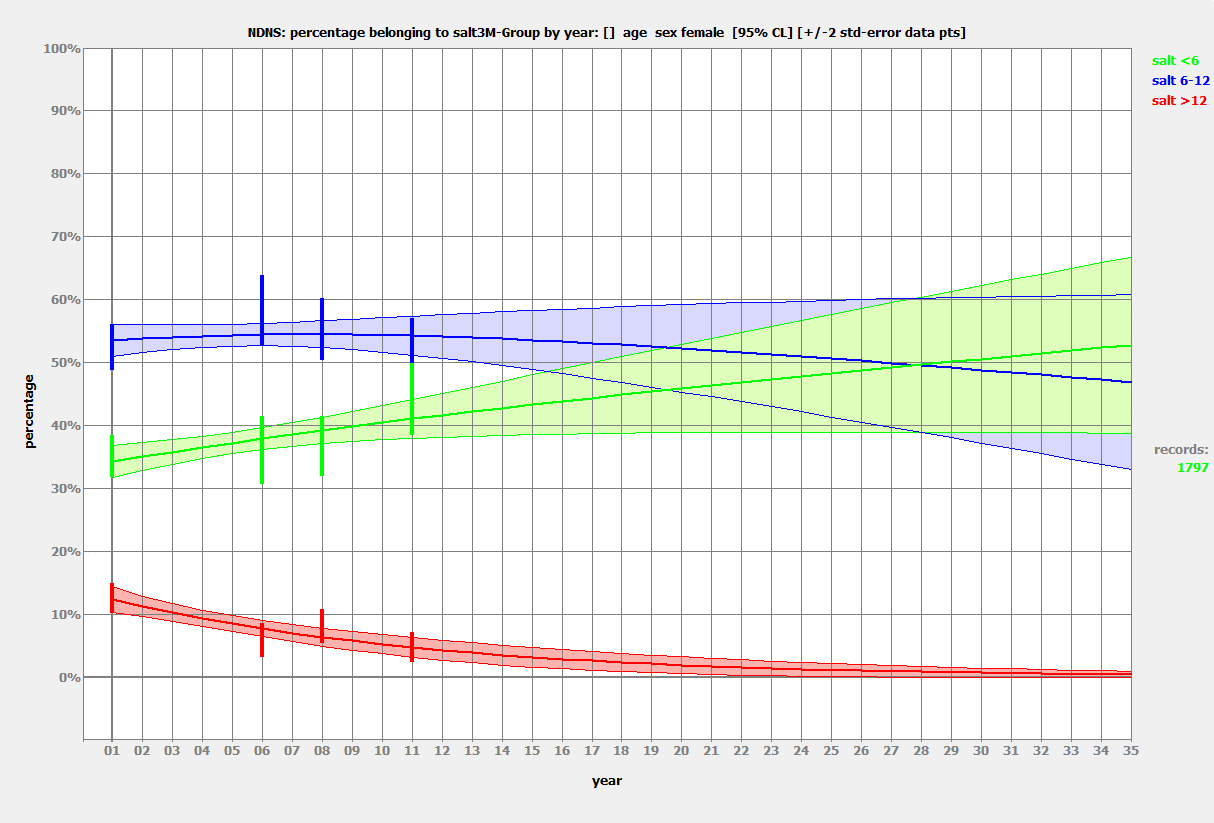 NDNS: percentage belonging to salt3M-Group by year: [] age sex female [95% CL] [+/-2 std-error data pts]
100%
salt <6
salt 6-12
salt >12
90%
80%
70%
60%
50%
40%
30%
20%
10%
0%
percentage
records:
1797
01 02 03 04 05 06 07 08 09 10 11 12 13 14 15 16 17 18 19 20 21 22 23 24 25 26 27 28 29 30 31 32 33 34 35
year